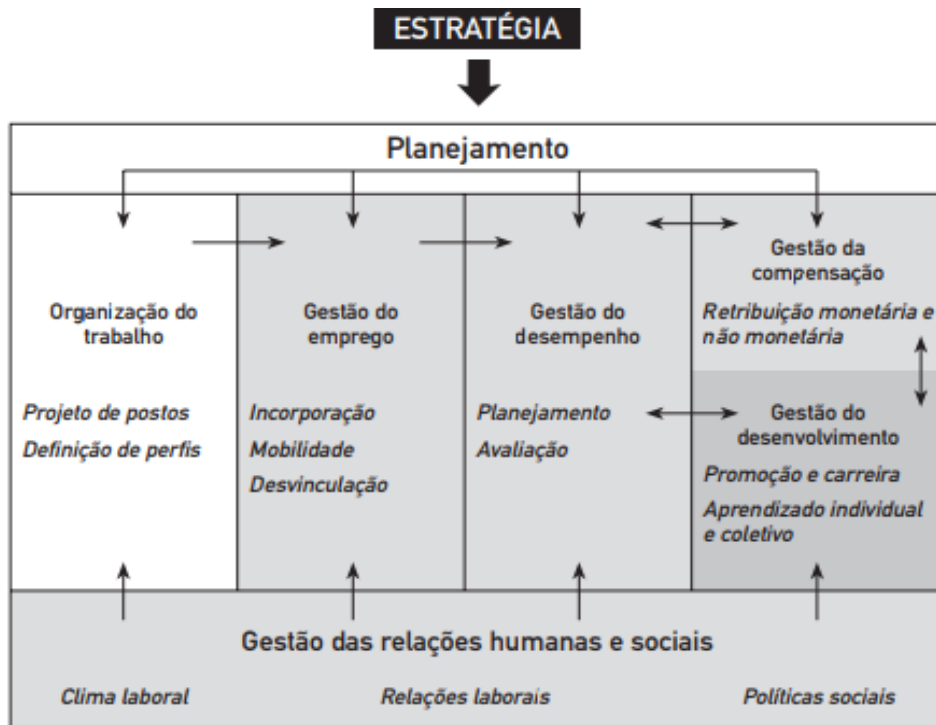 ESTRATÉGIA
Planejamento
Organização do
trabalho
Projeto de postos
Definição de perfis
Gestão do
emprego
Incorporação
Mobilidade
Desvinculação
Gestão do
desempenho
Planejamento
Avaliação
Gestão da
compensação
Retribuição monetária e
não monetária
Gestão do
desenvolvimento
Promoção e carreira
Aprendizado individual
e coletivo
Gestão das relações humanas e sociais
Clima laboral
Relações laborais
Políticas sociais